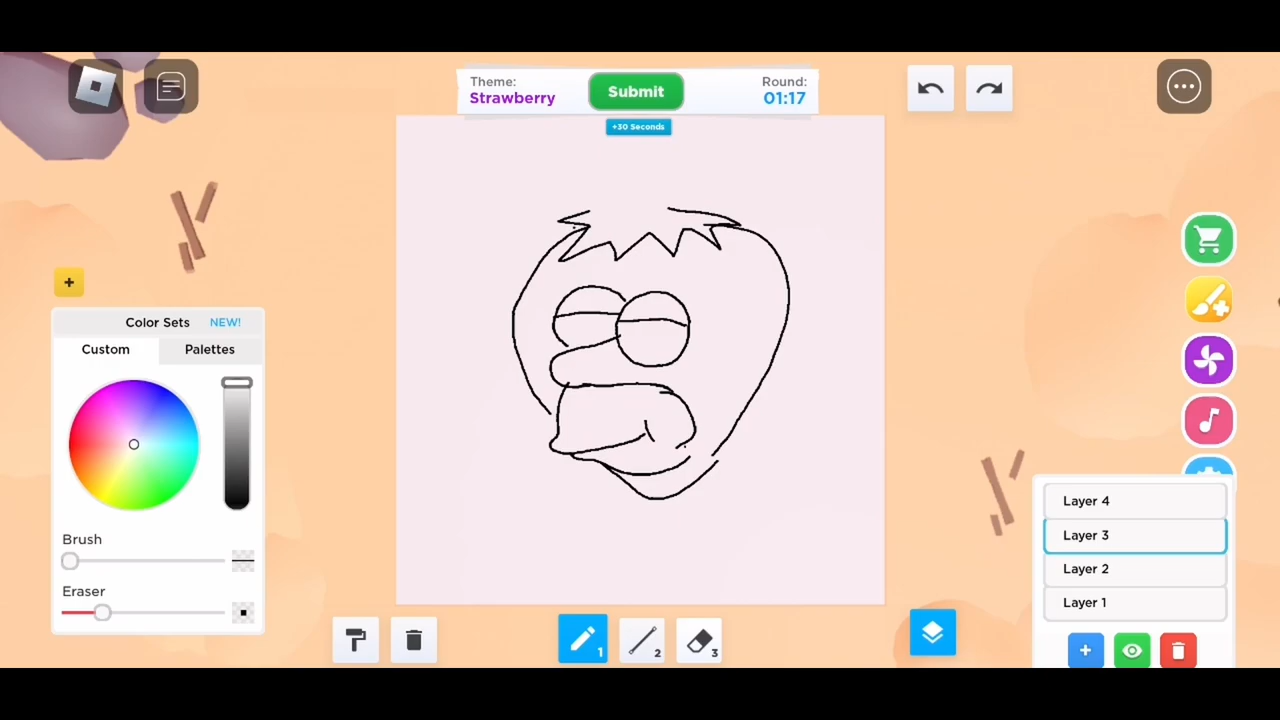 Theme:
Strawberry
Submit
Round:
01:17
+30 Seconds
+
Color Sets NEW!
Custom Palettes
Brush
Eraser
1
2
3
Layer 4
Layer 3
Layer 2
Layer 1
+